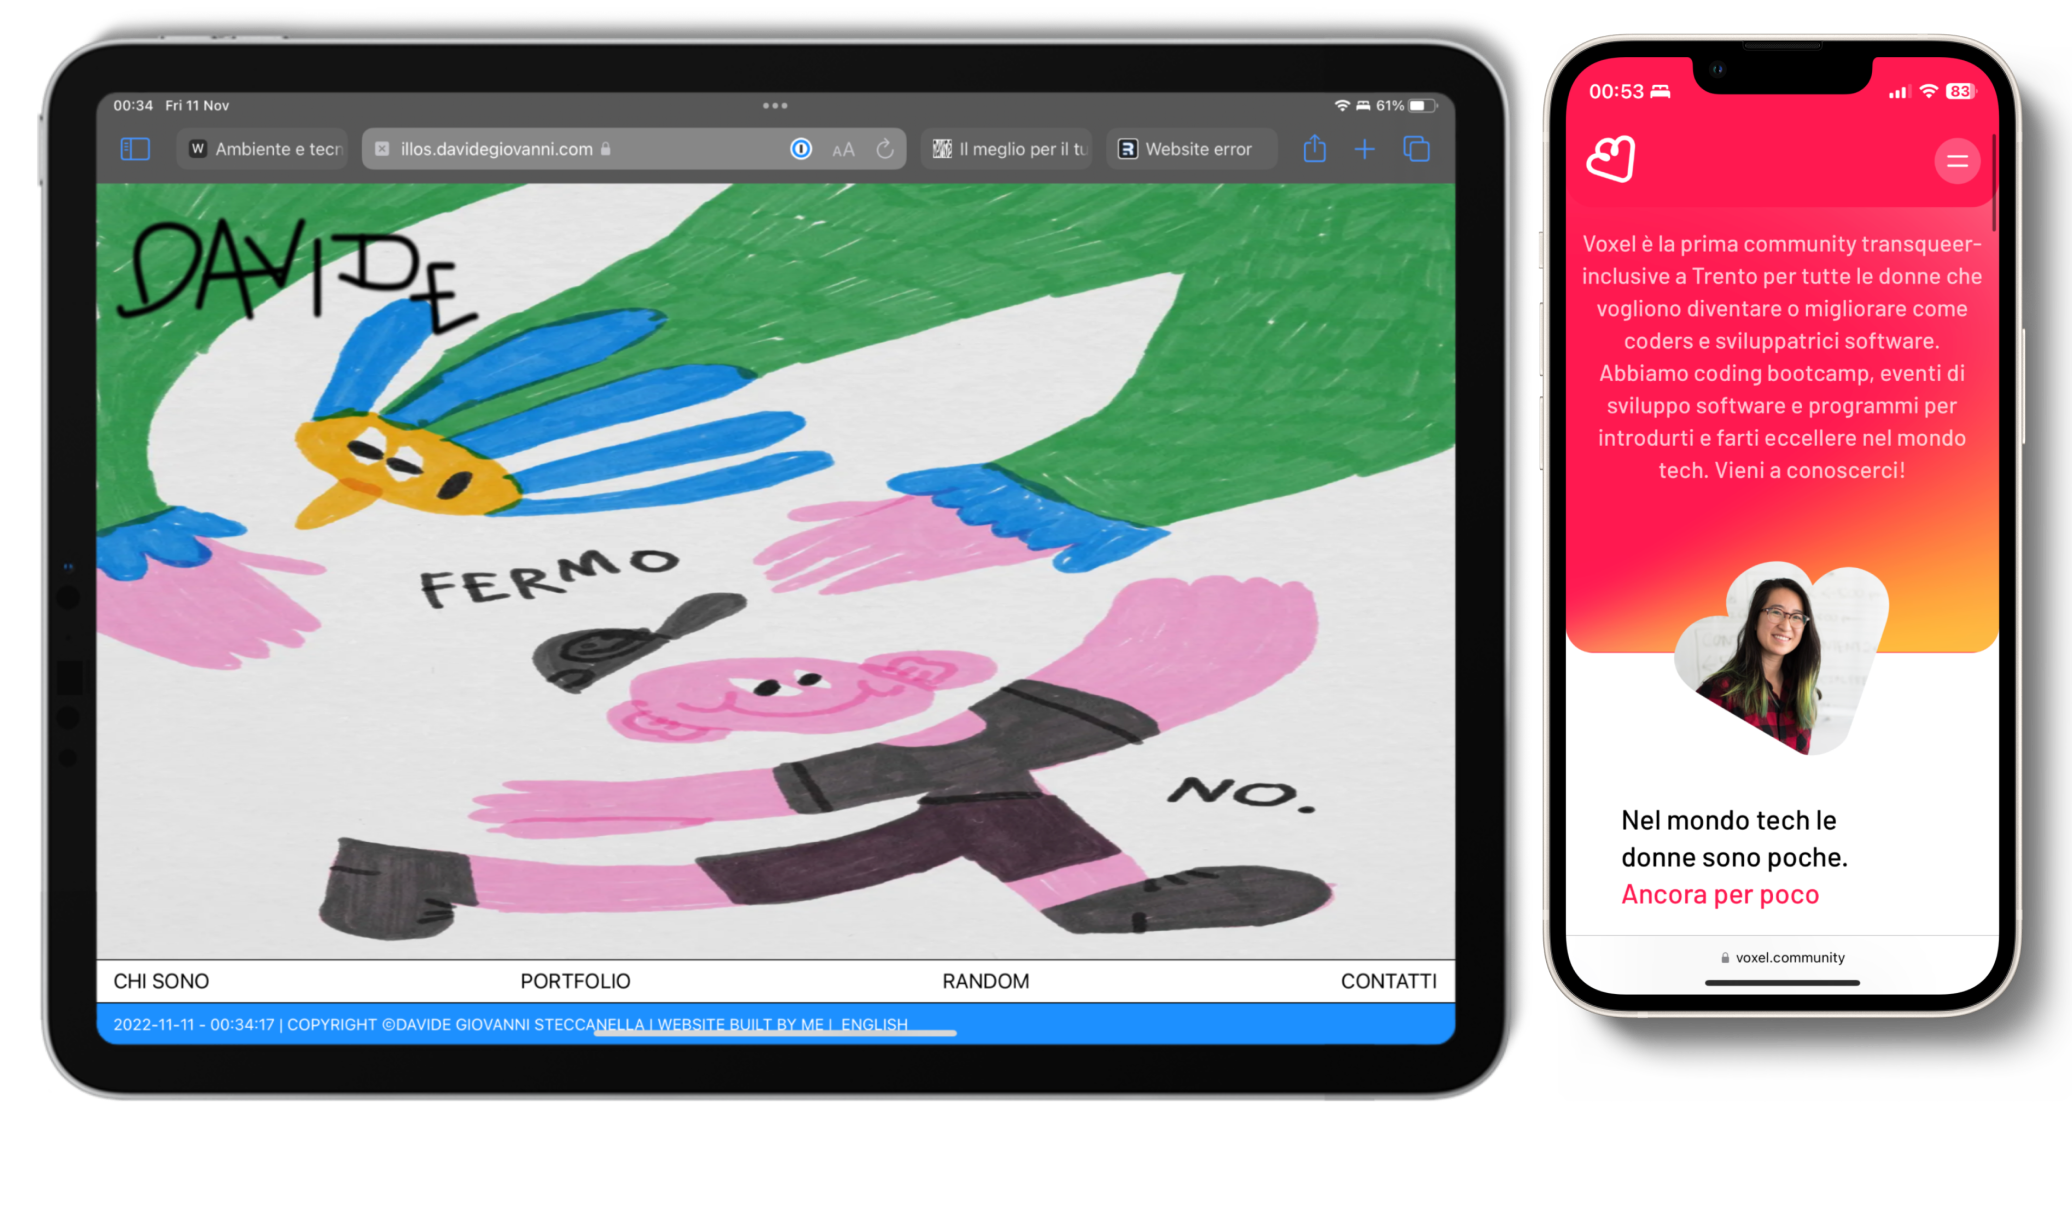 00:34 Fri 11 Nov
61%
Ambiente e tecn
illos.davidegiovanni.com
AA
Il meglio per il tu
Website error
DAVIDE
FERMO
NO.
CHI SONO PORTFOLIO RANDOM CONTATTI
2022-11-11 - 00:34:17 | COPYRIGHT ©DAVIDE GIOVANNI STECCANELLA | WEBSITE BUILT BY ME | ENGLISH
00:53
83
Voxel è la prima community transqueer-
inclusive a Trento per tutte le donne che
vogliono diventare o migliorare come
coders e sviluppatrici software.
Abbiamo coding bootcamp, eventi di
sviluppo software e programmi per
introdurti e farti eccellere nel mondo
tech. Vieni a conoscerci!
Nel mondo tech le
donne sono poche.
Ancora per poco
voxel.community